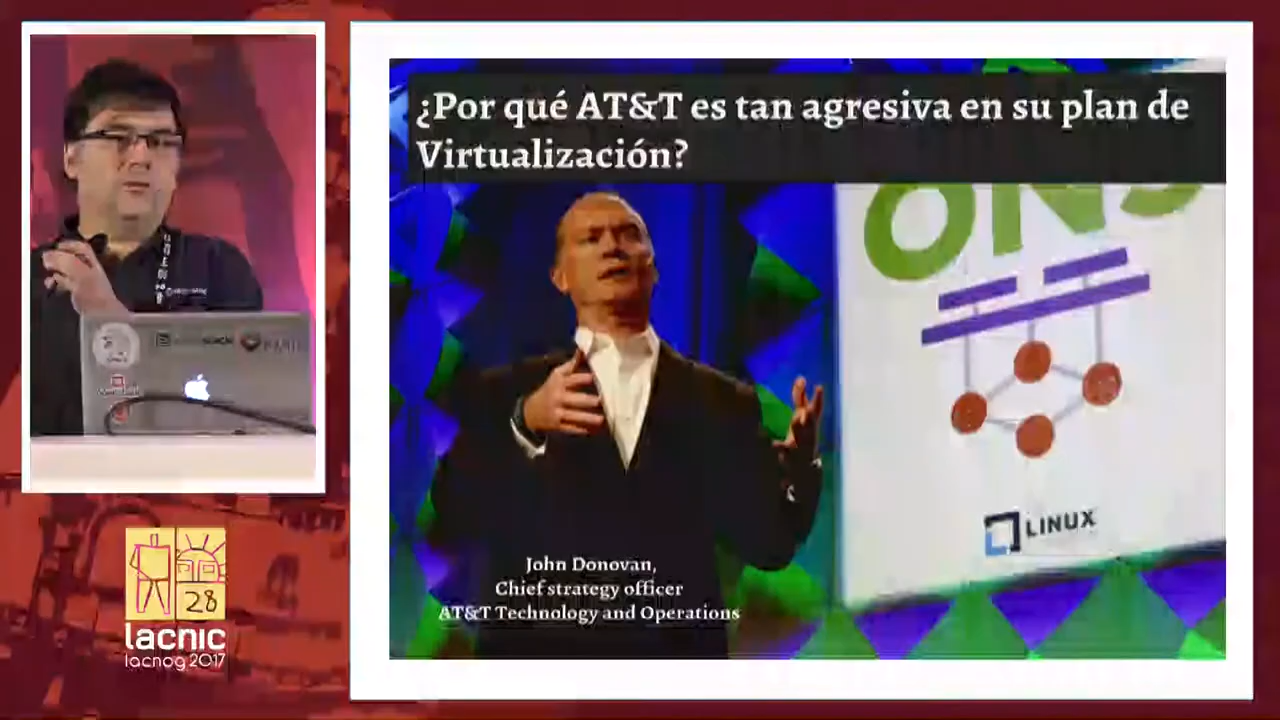 ¿Por qué AT&T es tan agresiva en su plan de
Virtualización?
ONS
LINUX
John Donovan,
Chief strategy officer
AT&T Technology and Operations
28
lacnic
lacnog 2017